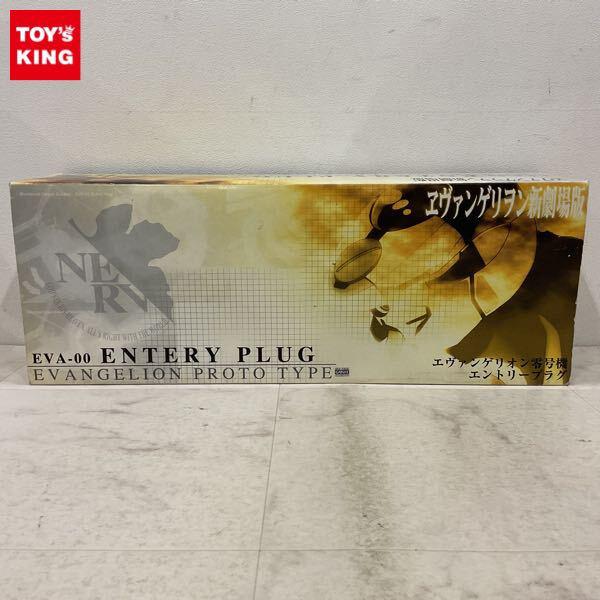 TOY's
KING
ヱヴァンゲリヲン新劇場版
NE
RV
EVA-00 ENTERY PLUG
EVANGELION PROTO TYPE
エヴァンゲリオン零号機
エントリープラグ